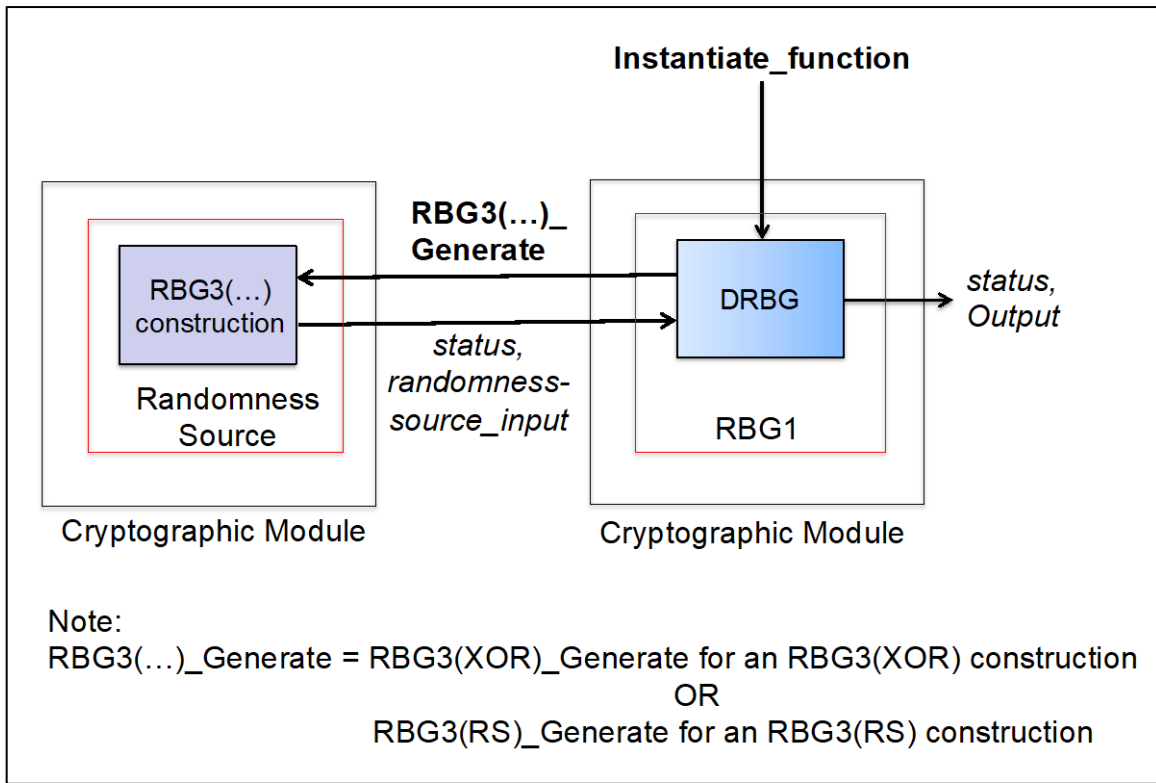 Instantiate_function
RBG3(…)_
Generate
RBG3(…)
construction
DRBG
status,
Output
status,
randomness-
source_input
Randomness
Source
RBG1
Cryptographic Module
Cryptographic Module
Note:
RBG3(…)_Generate = RBG3(XOR)_Generate for an RBG3(XOR) construction
OR
RBG3(RS)_Generate for an RBG3(RS) construction